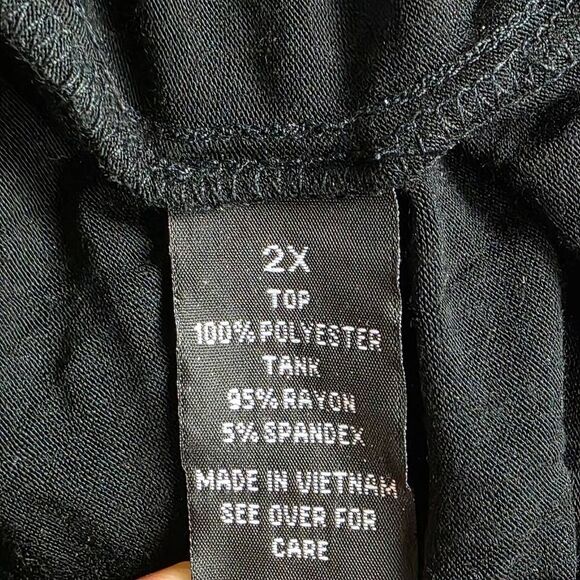 2X
TOP
100% POLYESTER
TANK
95% RAYON
5% SPANDEX
MADE IN VIETNAM
SEE OVER FOR
CARE